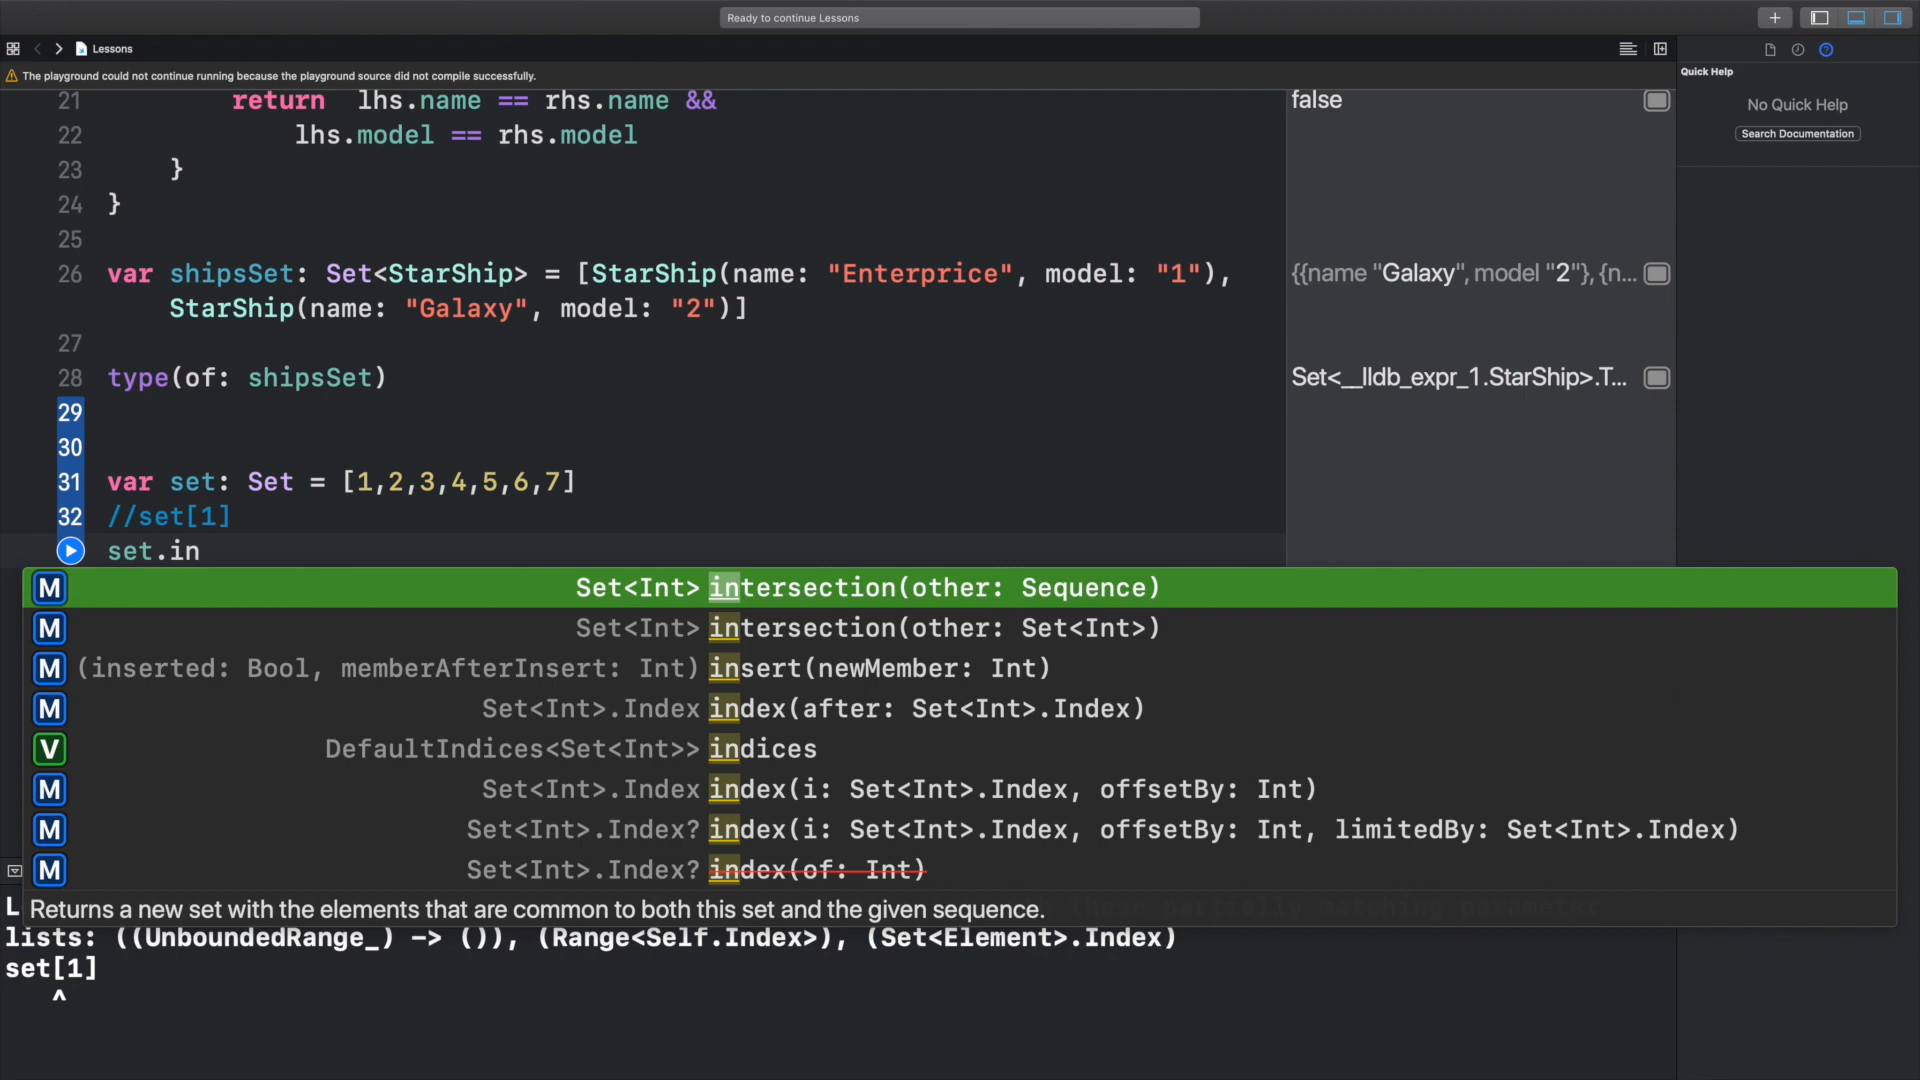 Ready to continue Lessons
Lessons
The playground could not continue running because the playground source did not compile successfully.
Quick Help
No Quick Help
Search Documentation
21 return lhs.name == rhs.name && false
22 lhs.model == rhs.model
23 }
24 }
25
26 var shipsSet: Set<StarShip> = [StarShip(name: "Enterprice", model: "1"), {{name "Galaxy", model "2"}, {n...
StarShip(name: "Galaxy", model: "2")]
27
28 type(of: shipsSet) Set<__lldb_expr_1.StarShip>.T...
29
30
31 var set: Set = [1,2,3,4,5,6,7]
32 //set[1]
set.in
M Set<Int> intersection(other: Sequence)
M Set<Int> intersection(other: Set<Int>)
M (inserted: Bool, memberAfterInsert: Int) insert(newMember: Int)
M Set<Int>.Index index(after: Set<Int>.Index)
V DefaultIndices<Set<Int>> indices
M Set<Int>.Index index(i: Set<Int>.Index, offsetBy: Int)
M Set<Int>.Index? index(i: Set<Int>.Index, offsetBy: Int, limitedBy: Set<Int>.Index)
M Set<Int>.Index? index(of: Int)
L Returns a new set with the elements that are common to both this set and the given sequence. these partially matching parameter
lists: ((UnboundedRange_) -> ()), (Range<Self.Index>), (Set<Element>.Index)
set[1]
^